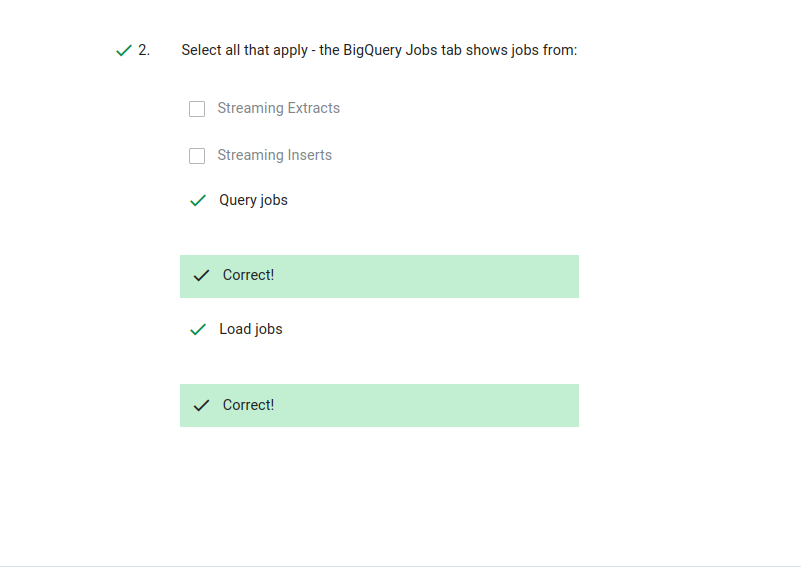 2. Select all that apply - the BigQuery Jobs tab shows jobs from:
Streaming Extracts
Streaming Inserts
Query jobs
Correct!
Load jobs
Correct!